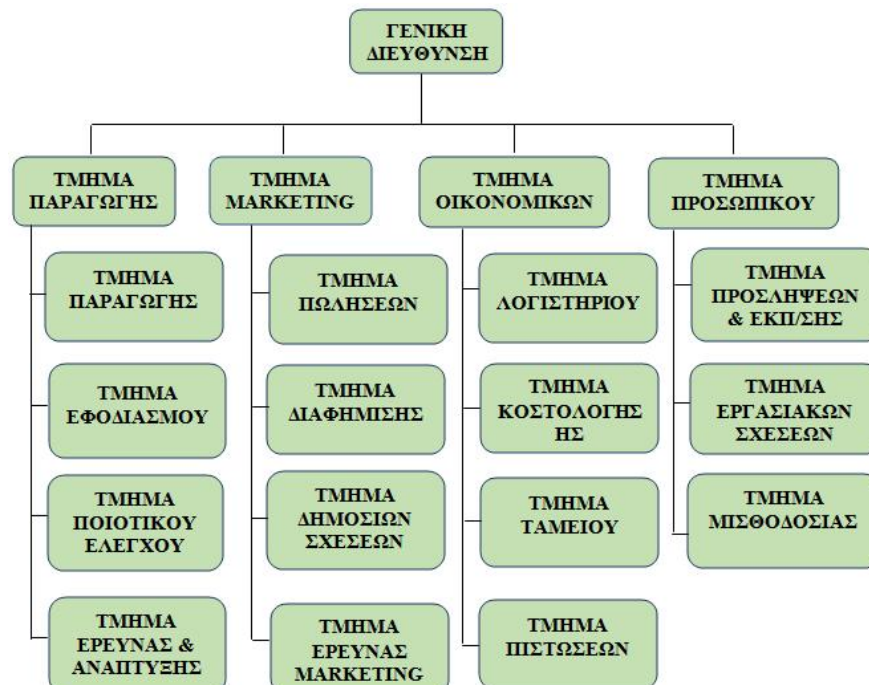 ΓΕΝΙΚΗ
ΔΙΕΥΘΥΝΣΗ
ΤΜΗΜΑ
ΠΑΡΑΓΩΓΗΣ
ΤΜΗΜΑ
MARKETING
ΤΜΗΜΑ
ΟΙΚΟΝΟΜΙΚΩΝ
ΤΜΗΜΑ
ΠΡΟΣΩΠΙΚΟΥ
ΤΜΗΜΑ
ΠΑΡΑΓΩΓΗΣ
ΤΜΗΜΑ
ΠΩΛΗΣΕΩΝ
ΤΜΗΜΑ
ΛΟΓΙΣΤΗΡΙΟΥ
ΤΜΗΜΑ
ΠΡΟΣΛΗΨΕΩΝ
& ΕΚΠ/ΣΗΣ
ΤΜΗΜΑ
ΕΦΟΔΙΑΣΜΟΥ
ΤΜΗΜΑ
ΔΙΑΦΗΜΙΣΗΣ
ΤΜΗΜΑ
ΚΟΣΤΟΛΟΓΗΣ
ΗΣ
ΤΜΗΜΑ
ΕΡΓΑΣΙΑΚΩΝ
ΣΧΕΣΕΩΝ
ΤΜΗΜΑ
ΠΟΙΟΤΙΚΟΥ
ΕΛΕΓΧΟΥ
ΤΜΗΜΑ
ΔΗΜΟΣΙΩΝ
ΣΧΕΣΕΩΝ
ΤΜΗΜΑ
ΤΑΜΕΙΟΥ
ΤΜΗΜΑ
ΜΙΣΘΟΔΟΣΙΑΣ
ΤΜΗΜΑ
ΕΡΕΥΝΑΣ &
ΑΝΑΠΤΥΞΗΣ
ΤΜΗΜΑ
ΕΡΕΥΝΑΣ
MARKETING
ΤΜΗΜΑ
ΠΙΣΤΩΣΕΩΝ